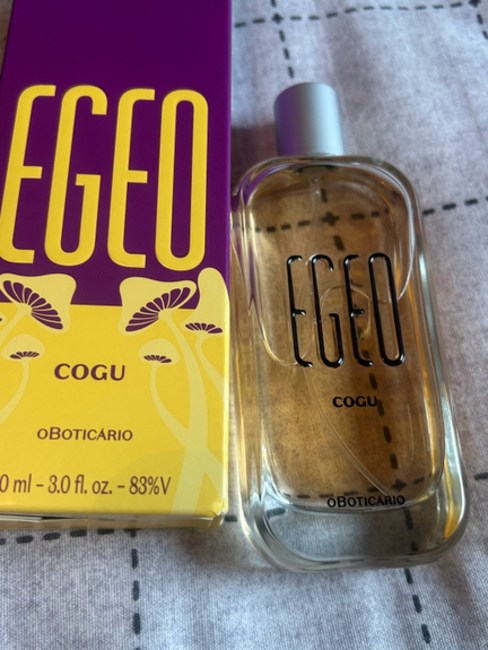 EGEO
COGU
oBoticário
0 ml - 3.0 fl. oz. - 83%V
EGEO
COGU
oBoticário